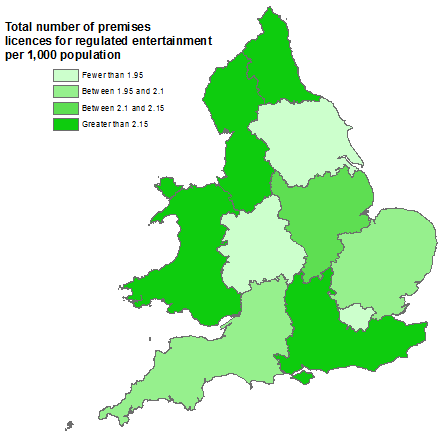 Total number of premises
licences for regulated entertainment
per 1,000 population
Fewer than 1.95
Between 1.95 and 2.1
Between 2.1 and 2.15
Greater than 2.15